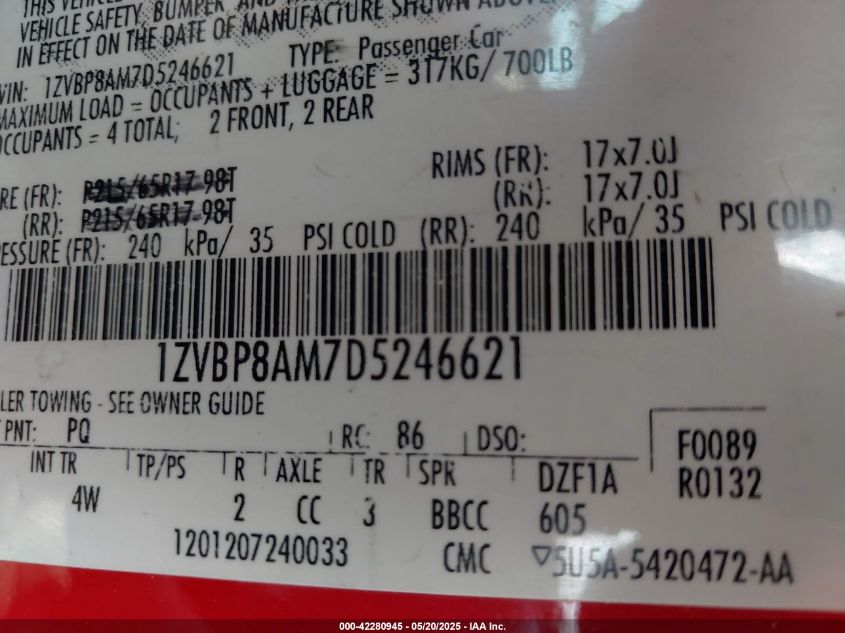 THIS VEHICLE
VEHICLE SAFETY, BUMPER, AND
IN EFFECT ON THE DATE OF MANUFACTURE SHOWN ABOVE
VIN: 1ZVBP8AM7D5246621 TYPE: Passenger Car
MAXIMUM LOAD = OCCUPANTS + LUGGAGE = 317KG/ 700LB
OCCUPANTS = 4 TOTAL; 2 FRONT, 2 REAR
RE (FR): P215/65R17 98T RIMS (FR): 17x7.0J
(RR): P215/65R17 98T (RR): 17x7.0J
ESSURE (FR): 240 kPa/ 35 PSI COLD (RR): 240 kPa/ 35 PSI COLD
1ZVBP8AM7D5246621
LER TOWING - SEE OWNER GUIDE
PNT: PQ RC: 86 DSO:
INT TR TP/PS R AXLE TR SPR DZF1A
4W 2 CC 3 BBCC 605
F0089
R0132
1201207240033 CMC ▽5U5A-5420472-AA
000-42280945 - 05/20/2025 - IAA Inc.